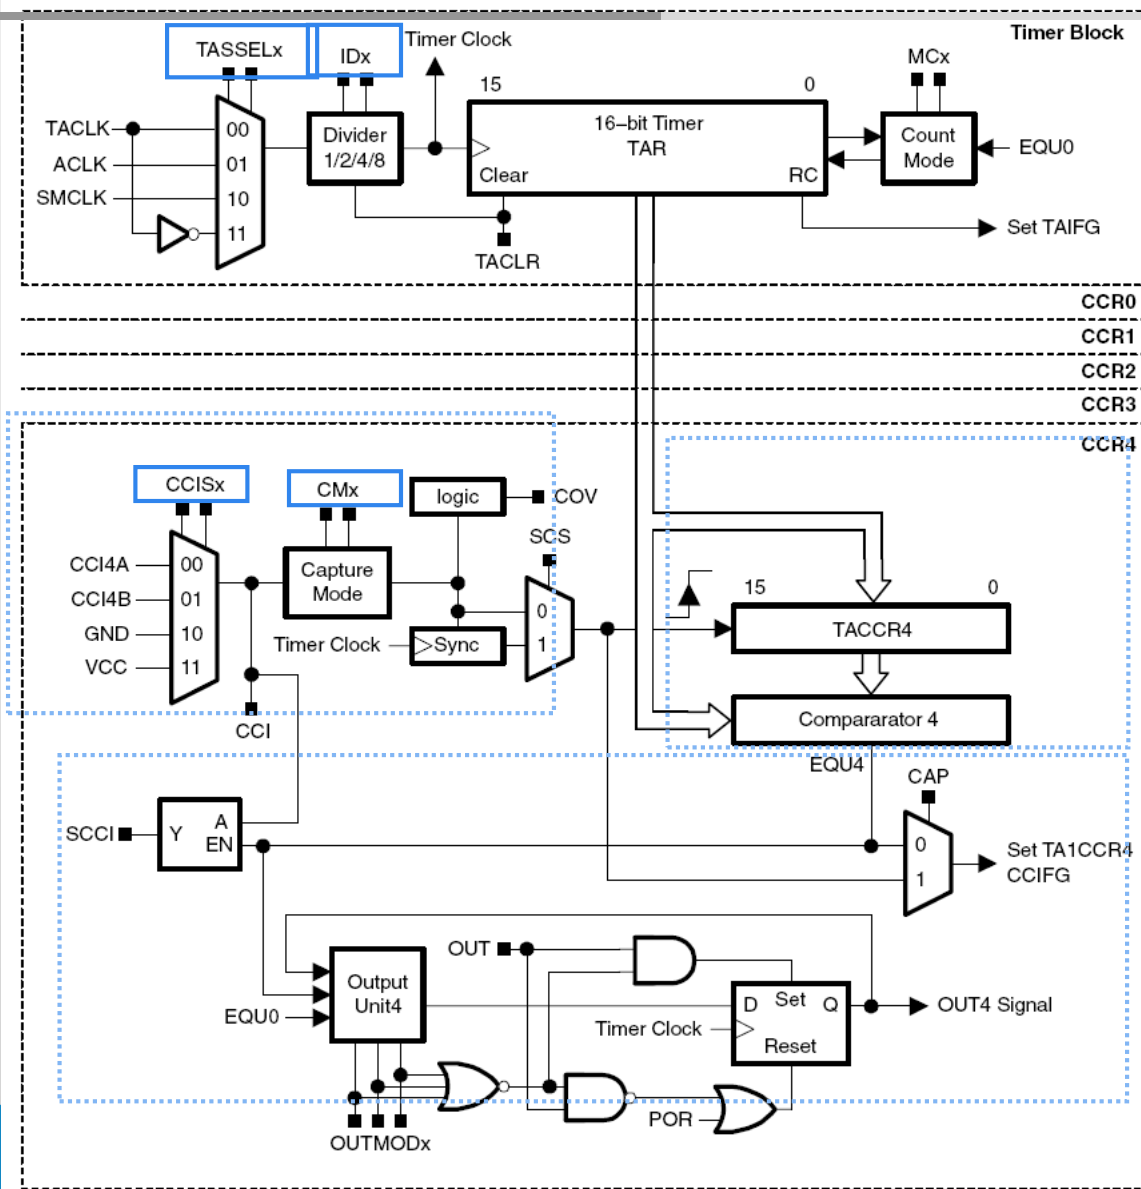 Timer Block
TASSELx
IDx
Timer Clock
MCx
15
0
TACLK
ACLK
SMCLK
00
01
10
11
Divider
1/2/4/8
16–bit Timer
TAR
Clear
RC
Count
Mode
EQU0
Set TAIFG
TACLR
CCR0
CCR1
CCR2
CCR3
CCR4
CCISx
CMx
logic
COV
SCS
CCI4A
CCI4B
GND
VCC
00
01
10
11
Capture
Mode
0
1
15
0
TACCR4
Timer Clock
Sync
CCI
Compararator 4
EQU4
CAP
SCCI
Y
A
EN
0
1
Set TA1CCR4
CCIFG
OUT
Output
Unit4
EQU0
D
Set
Q
OUT4 Signal
Timer Clock
Reset
POR
OUTMODx